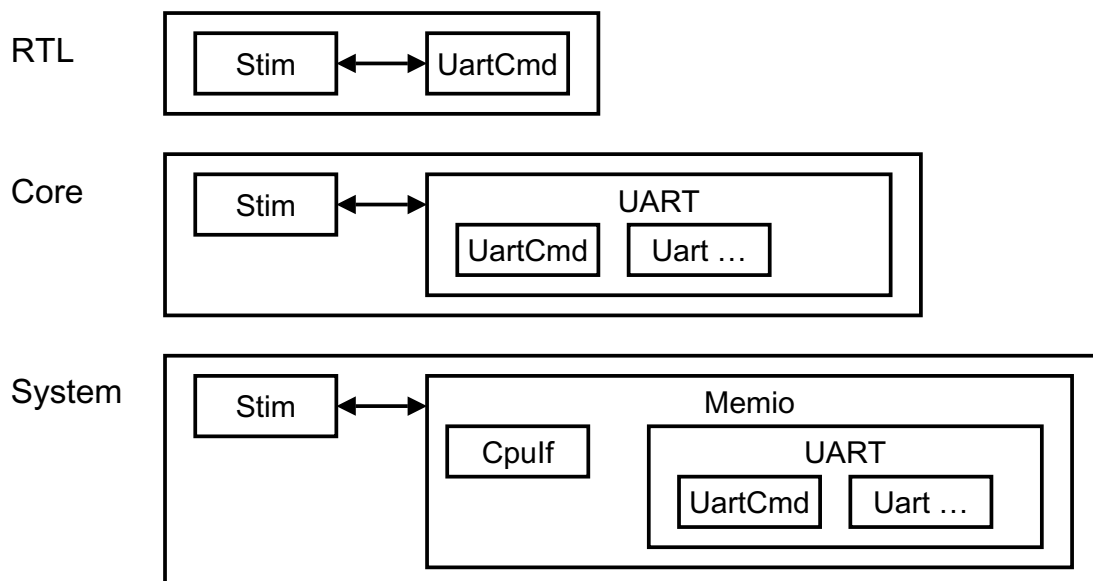 RTL
Stim
UartCmd
Core
Stim
UART
UartCmd
Uart …
System
Stim
Memio
CpuIf
UART
UartCmd
Uart …